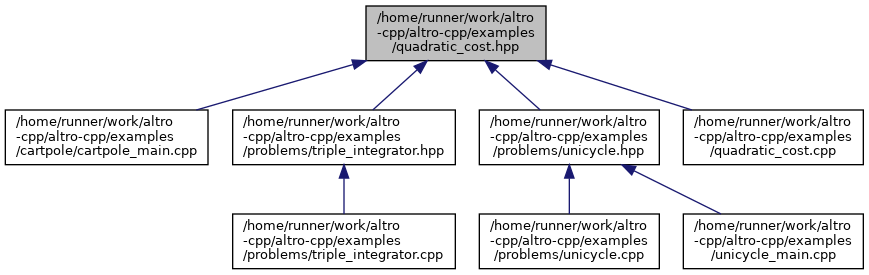 /home/runner/work/altro
-cpp/altro-cpp/examples
/quadratic_cost.hpp
/home/runner/work/altro
-cpp/altro-cpp/examples
/cartpole/cartpole_main.cpp
/home/runner/work/altro
-cpp/altro-cpp/examples
/problems/triple_integrator.hpp
/home/runner/work/altro
-cpp/altro-cpp/examples
/problems/unicycle.hpp
/home/runner/work/altro
-cpp/altro-cpp/examples
/quadratic_cost.cpp
/home/runner/work/altro
-cpp/altro-cpp/examples
/problems/triple_integrator.cpp
/home/runner/work/altro
-cpp/altro-cpp/examples
/problems/unicycle.cpp
/home/runner/work/altro
-cpp/altro-cpp/examples
/unicycle_main.cpp